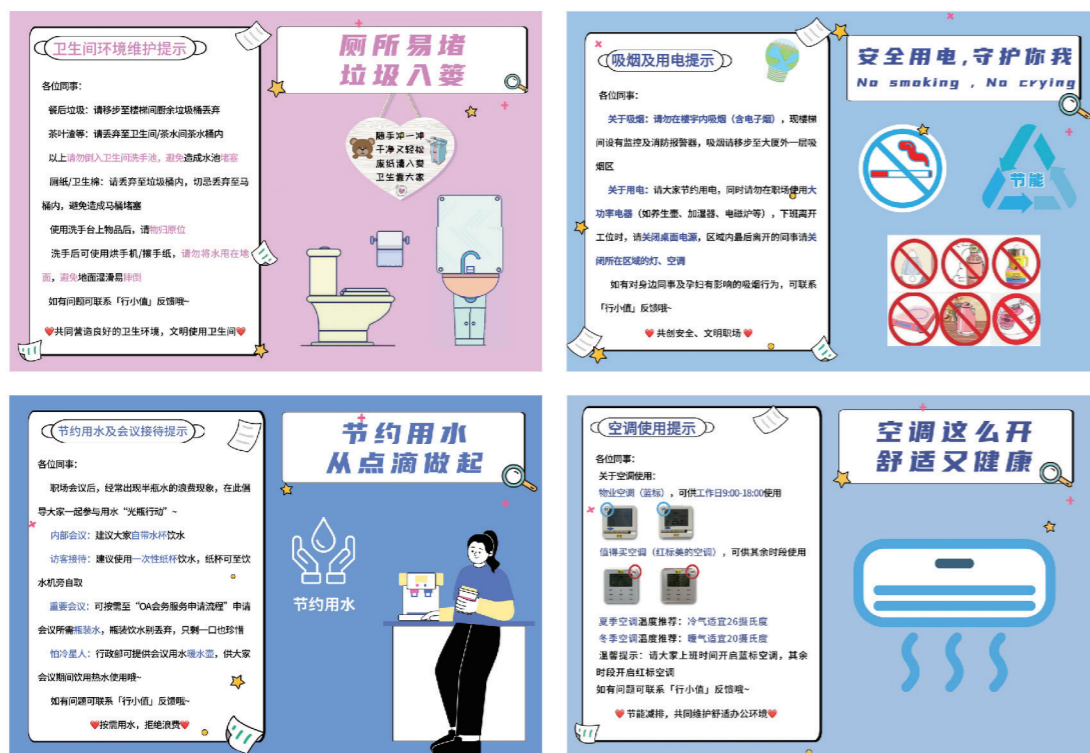 卫生间环境维护提示
各位同事：
餐后垃圾：请移步至楼梯间厨余垃圾桶丢弃
茶叶渣等：请丢弃至卫生间/茶水间茶水桶内
以上请勿倒入卫生间洗手池，避免造成水池堵塞
厕纸/卫生绵：请丢弃至垃圾桶内，切忌丢弃至马
桶内，避免造成马桶堵塞
使用洗手台上物品后，请物归原位
洗手后可使用烘手机/擦手纸，请勿将水甩在地
面，避免地面湿滑易摔倒
如有问题可联系「行小值」反馈哦~
❤共同营造良好的卫生环境，文明使用卫生间❤
厕所易堵
垃圾入篓
随手冲一冲
干净又轻松
废纸请入篓
卫生靠大家
吸烟及用电提示
各位同事：
关于吸烟：请勿在楼宇内吸烟（含电子烟），现楼梯
间设有监控及消防报警器，吸烟请移步至大厦外一层吸
烟区
关于用电：请大家节约用电，同时请勿在职场使用大
功率电器（如养生壶、加湿器、电磁炉等），下班离开
工位时，请关闭桌面电源，区域内最后离开的同事请关
闭所在区域的灯、空调
如有对身边同事及孕妇有影响的吸烟行为，可联系
「行小值」反馈哦~
❤ 共创安全、文明职场 ❤
安全用电,守护你我
No smoking , No crying
节能
节约用水及会议接待提示
各位同事：
职场会议后，经常出现半瓶水的浪费现象，在此倡
导大家一起参与用水“光瓶行动”~
内部会议：建议大家自带水杯饮水
访客接待：建议使用一次性纸杯饮水，纸杯可至饮
水机旁自取
重要会议：可按需至“OA会务服务申请流程”申请
会议所需瓶装水，瓶装饮水别丢弃，只剩一口也珍惜
怕冷星人：行政部可提供会议用水暖水壶，供大家
会议期间饮用热水使用哦~
如有问题可联系「行小值」反馈哦~
❤按需用水，拒绝浪费❤
节约用水
从点滴做起
节约用水
空调使用提示
各位同事：
关于空调使用：
物业空调（蓝标），可供工作日9:00-18:00使用
值得买空调（红标美的空调），可供其余时段使用
夏季空调温度推荐：冷气适宜26摄氏度
冬季空调温度推荐：暖气适宜20摄氏度
温馨提示：请大家上班时间开启蓝标空调，其余
时段开启红标空调
如有问题可联系「行小值」反馈哦~
❤ 节能减排，共同维护舒适办公环境❤
空调这么开
舒适又健康